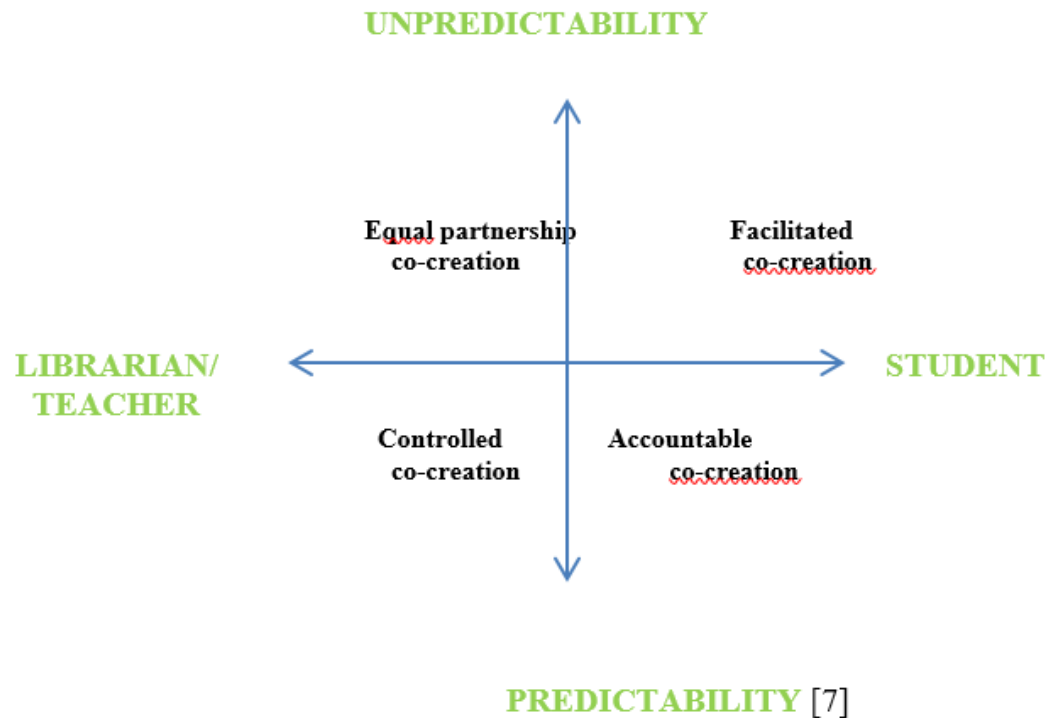 UNPREDICTABILITY
Equal partnership
co-creation
Facilitated
co-creation
LIBRARIAN/
TEACHER
STUDENT
Controlled
co-creation
Accountable
co-creation
PREDICTABILITY [7]